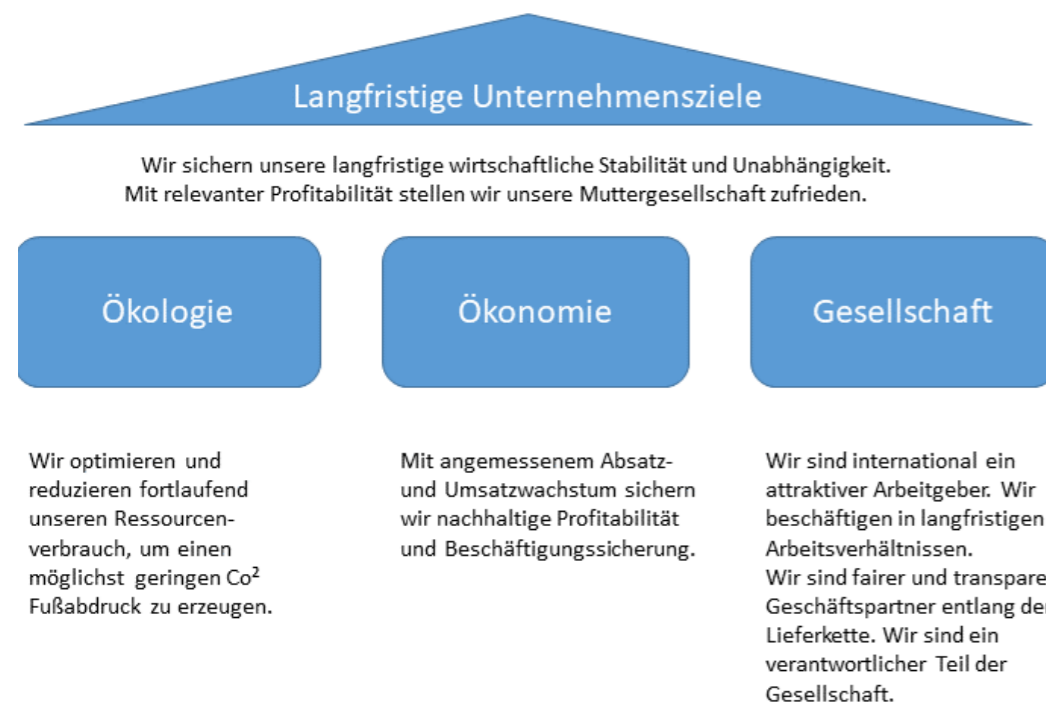 Langfristige Unternehmensziele
Wir sichern unsere langfristige wirtschaftliche Stabilität und Unabhängigkeit.
Mit relevanter Profitabilität stellen wir unsere Muttergesellschaft zufrieden.
Ökologie
Ökonomie
Gesellschaft
Wir optimieren und
reduzieren fortlaufend
unseren Ressourcen-
verbrauch, um einen
möglichst geringen Co²
Fußabdruck zu erzeugen.
Mit angemessenem Absatz-
und Umsatzwachstum sichern
wir nachhaltige Profitabilität
und Beschäftigungssicherung.
Wir sind international ein
attraktiver Arbeitgeber. Wir
beschäftigen in langfristigen
Arbeitsverhältnissen.
Wir sind fairer und
Geschäftspartner entlang
Lieferkette. Wir sind ein
verantwortlicher Teil der
Gesellschaft.